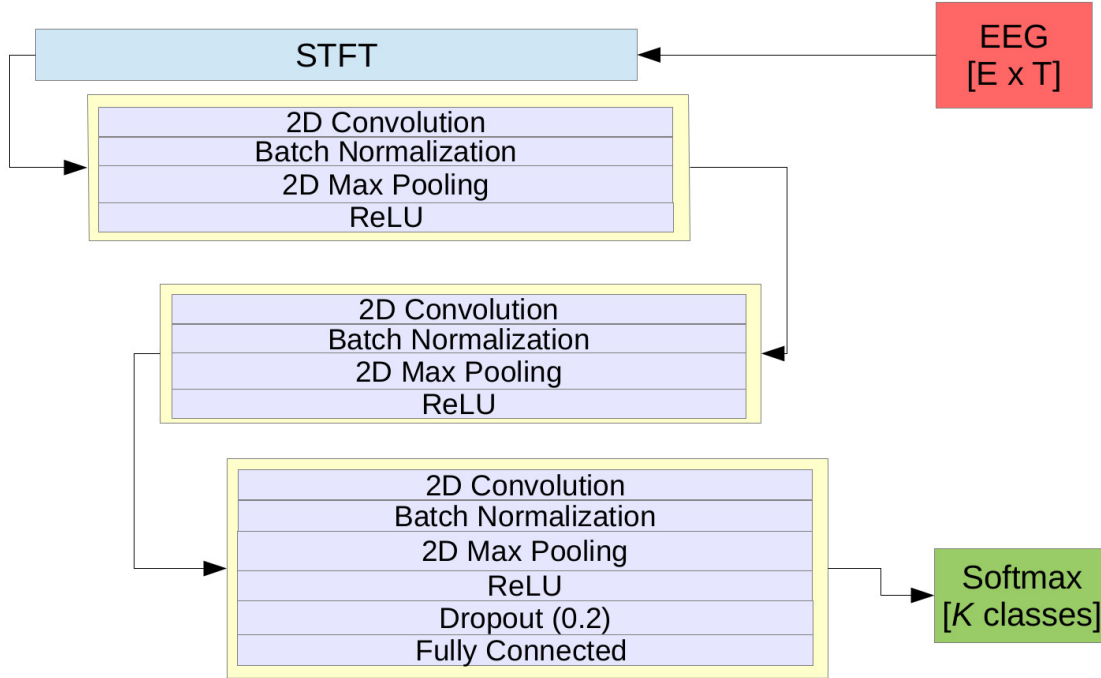 EEG
[E x T]
STFT
2D Convolution
Batch Normalization
2D Max Pooling
ReLU
2D Convolution
Batch Normalization
2D Max Pooling
ReLU
2D Convolution
Batch Normalization
2D Max Pooling
ReLU
Dropout (0.2)
Fully Connected
Softmax
[K classes]